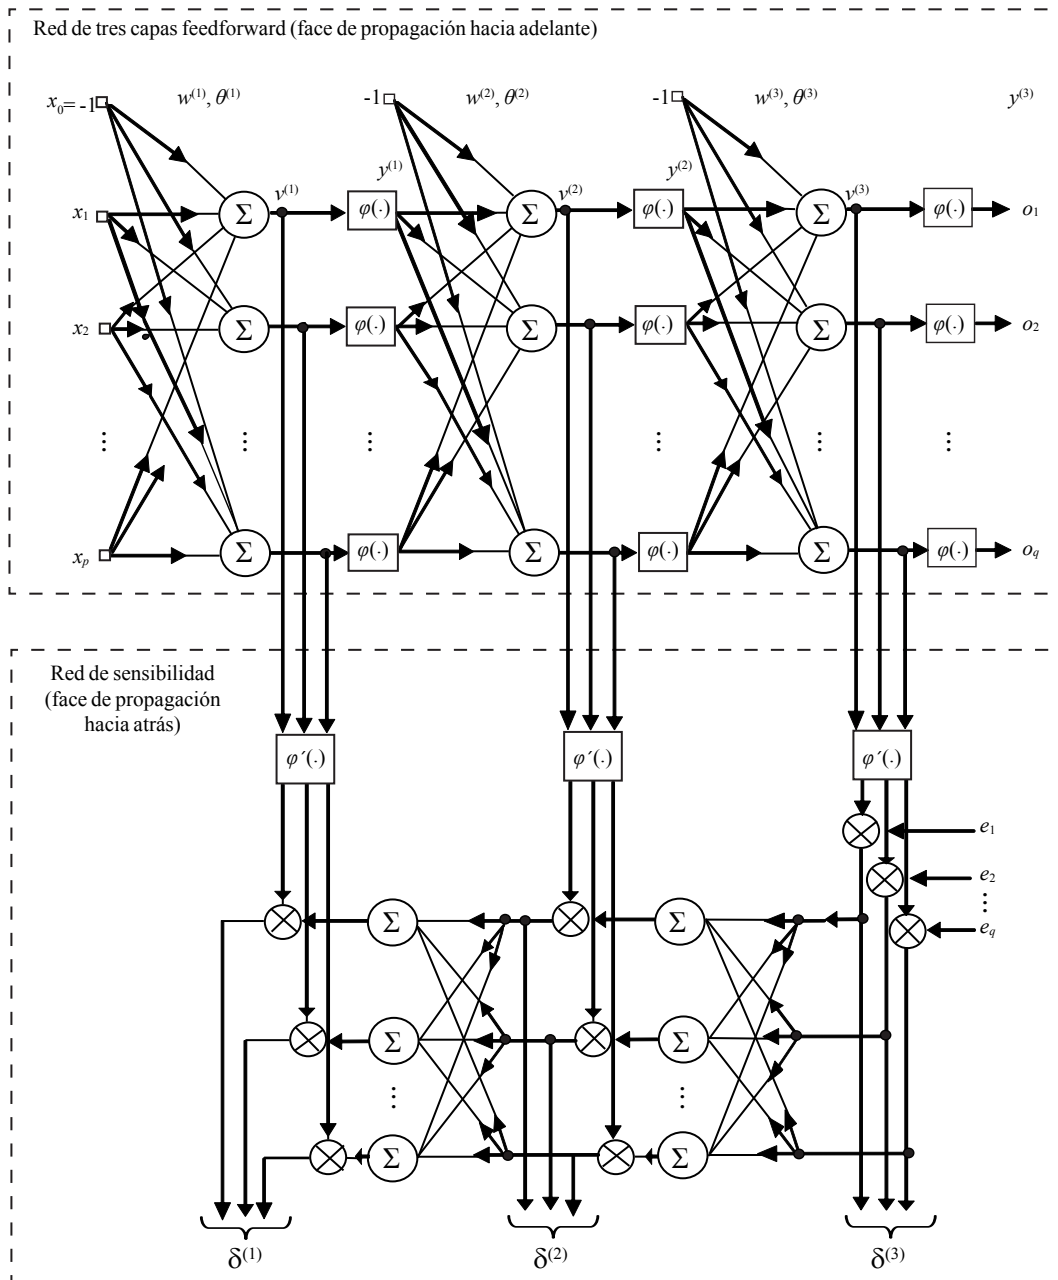 Red de tres capas feedforward (face de propagación hacia adelante)
x₀= -1 w⁽¹⁾, θ⁽¹⁾ -1 w⁽²⁾, θ⁽²⁾ -1 w⁽³⁾, θ⁽³⁾ y⁽³⁾
y⁽¹⁾ y⁽²⁾
v⁽¹⁾ v⁽²⁾ v⁽³⁾
x₁ Σ φ(.) Σ φ(.) Σ φ(.) o₁
x₂ Σ φ(.) Σ φ(.) Σ φ(.) o₂
⋮ ⋮ ⋮ ⋮ ⋮ ⋮
xₚ Σ φ(.) Σ φ(.) Σ φ(.) o_q
Red de sensibilidad
(face de propagación
hacia atrás)
φ´(.) φ´(.) φ´(.)
e₁
e₂
⋮
e_q
Σ Σ
Σ Σ
⋮ ⋮
Σ Σ
δ⁽¹⁾ δ⁽²⁾ δ⁽³⁾